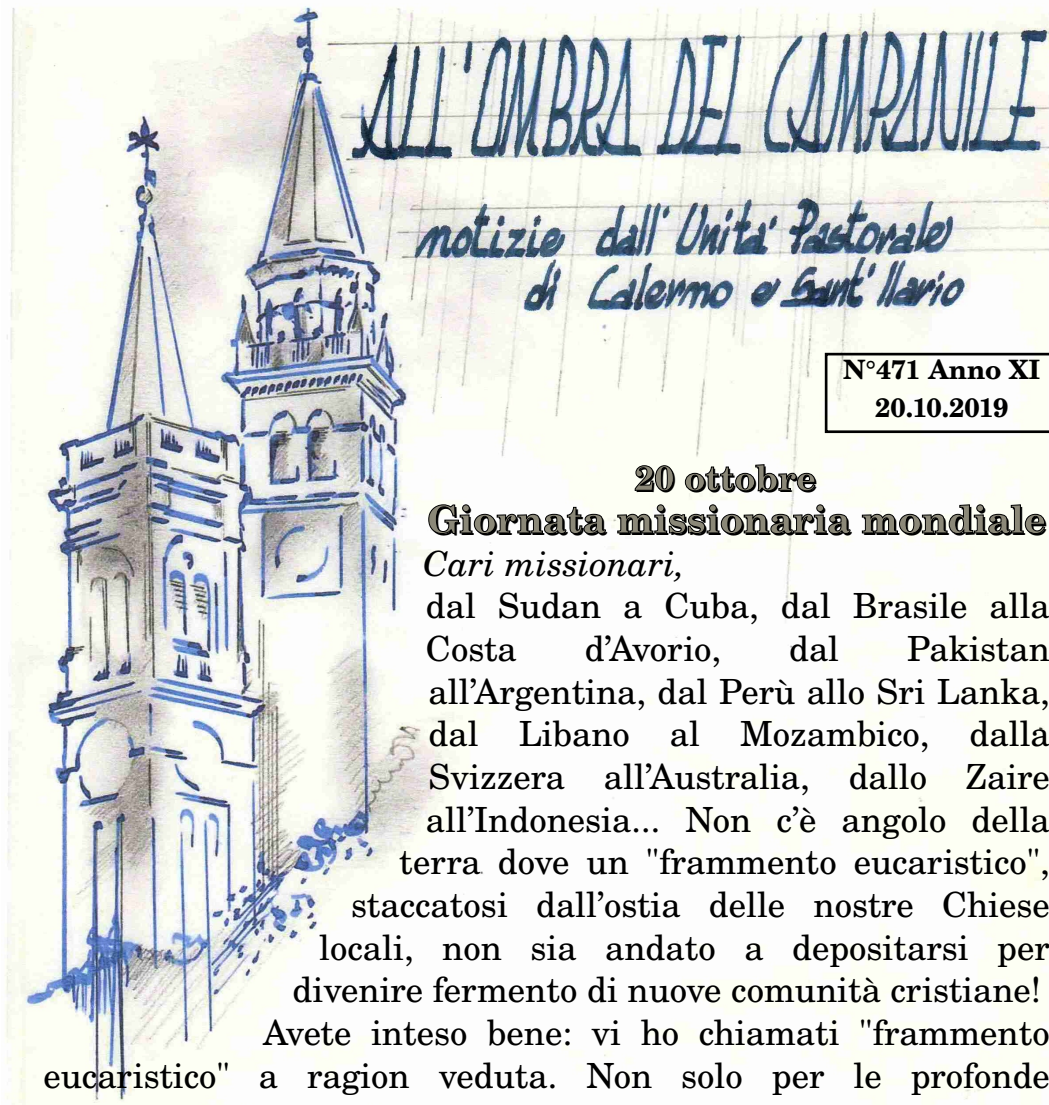 ALL'OMBRA DEL CAMPANILE
notizie dall'Unita' Pastorale
di Calerno e Sant'Ilario
N°471 Anno XI
20.10.2019
20 ottobre
Giornata missionaria mondiale
Cari missionari,
dal Sudan a Cuba, dal Brasile alla
Costa d'Avorio, dal Pakistan
all'Argentina, dal Perù allo Sri Lanka,
dal Libano al Mozambico, dalla
Svizzera all'Australia, dallo Zaire
all'Indonesia... Non c'è angolo della
terra dove un "frammento eucaristico",
staccatosi dall'ostia delle nostre Chiese
locali, non sia andato a depositarsi per
divenire fermento di nuove comunità cristiane!
Avete inteso bene: vi ho chiamati "frammento
eucaristico" a ragion veduta. Non solo per le profonde